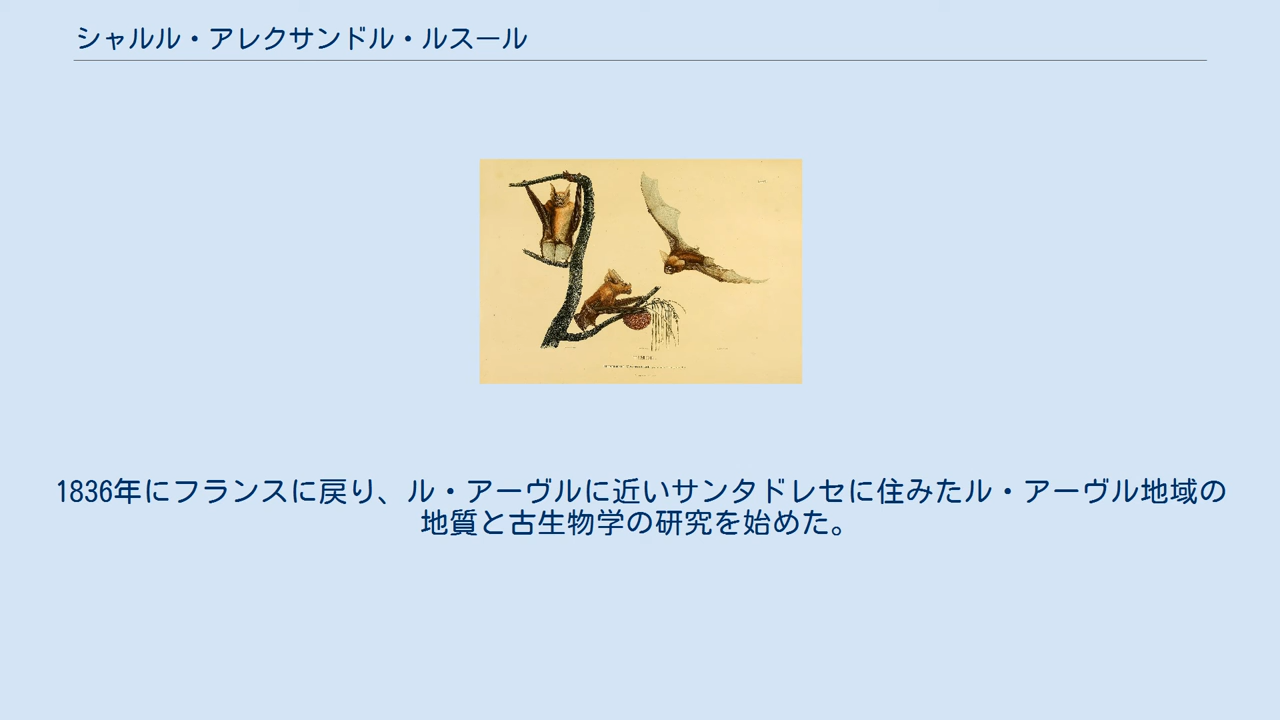 シャルル・アレクサンドル・ルスール
1836年にフランスに戻り、ル・アーヴルに近いサンタドレセに住みたル・アーヴル地域の
地質と古生物学の研究を始めた。